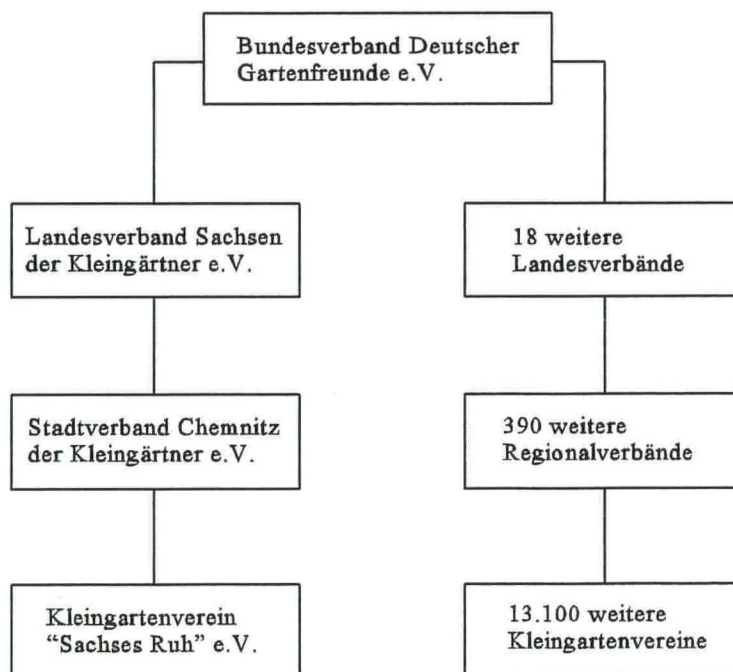 Bundesverband Deutscher
Gartenfreunde e.V.
Landesverband Sachsen
der Kleingärtner e.V.
18 weitere
Landesverbände
Stadtverband Chemnitz
der Kleingärtner e.V.
390 weitere
Regionalverbände
Kleingartenverein
“Sachses Ruh” e.V.
13.100 weitere
Kleingartenvereine